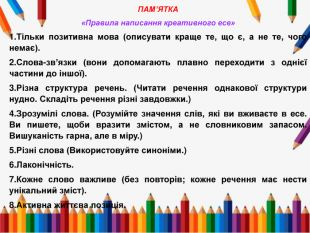 ПАМ'ЯТКА
«Правила написання креативного есе»
1.Тільки позитивна мова (описувати краще те, що є, а не те, чого
немає).
2.Слова-зв'язки (вони допомагають плавно переходити з однієї
частини до іншої).
3.Різна структура речень. (Читати речення однакової структури
нудно. Складіть речення різні завдовжки.)
4.Зрозумілі слова. (Розумійте значення слів, які ви вживаєте в есе.
Ви пишете, щоби вразити змістом, а не словниковим запасом.
Вишуканість гарна, але в міру.)
5.Різні слова (Використовуйте синоніми.)
6.Лаконічність.
7.Кожне слово важливе (без повторів; кожне речення має нести
унікальний зміст).
8.Активна життєва позиція.